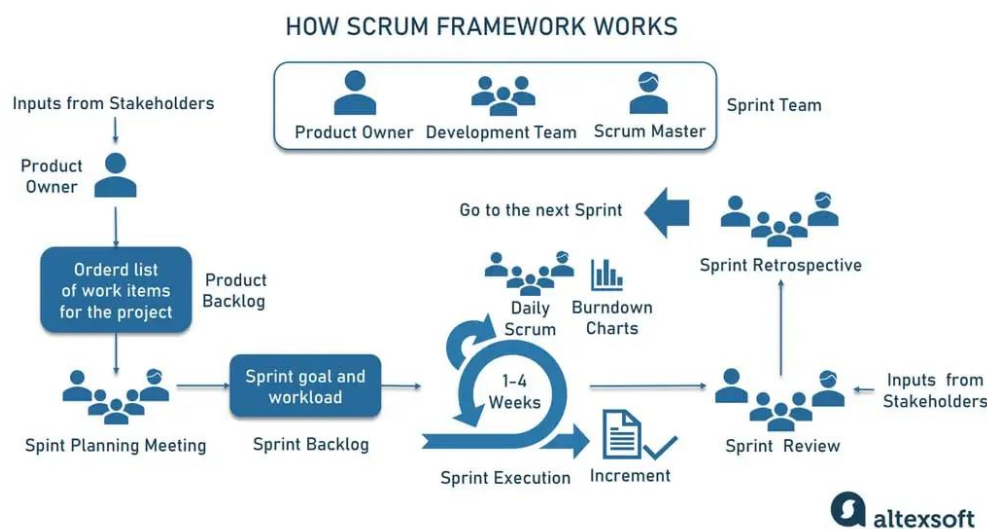 HOW SCRUM FRAMEWORK WORKS
Product Owner
Development Team
Scrum Master
Sprint Team
Inputs from Stakeholders
Product
Owner
Orderd list
of work items
for the project
Product
Backlog
Spint Planning Meeting
Sprint goal and
workload
Sprint Backlog
Daily
Scrum
Burndown
Charts
1-4
Weeks
Sprint Execution
Increment
Inputs from
Stakeholders
Sprint Review
Sprint Retrospective
Go to the next Sprint
altexsoft